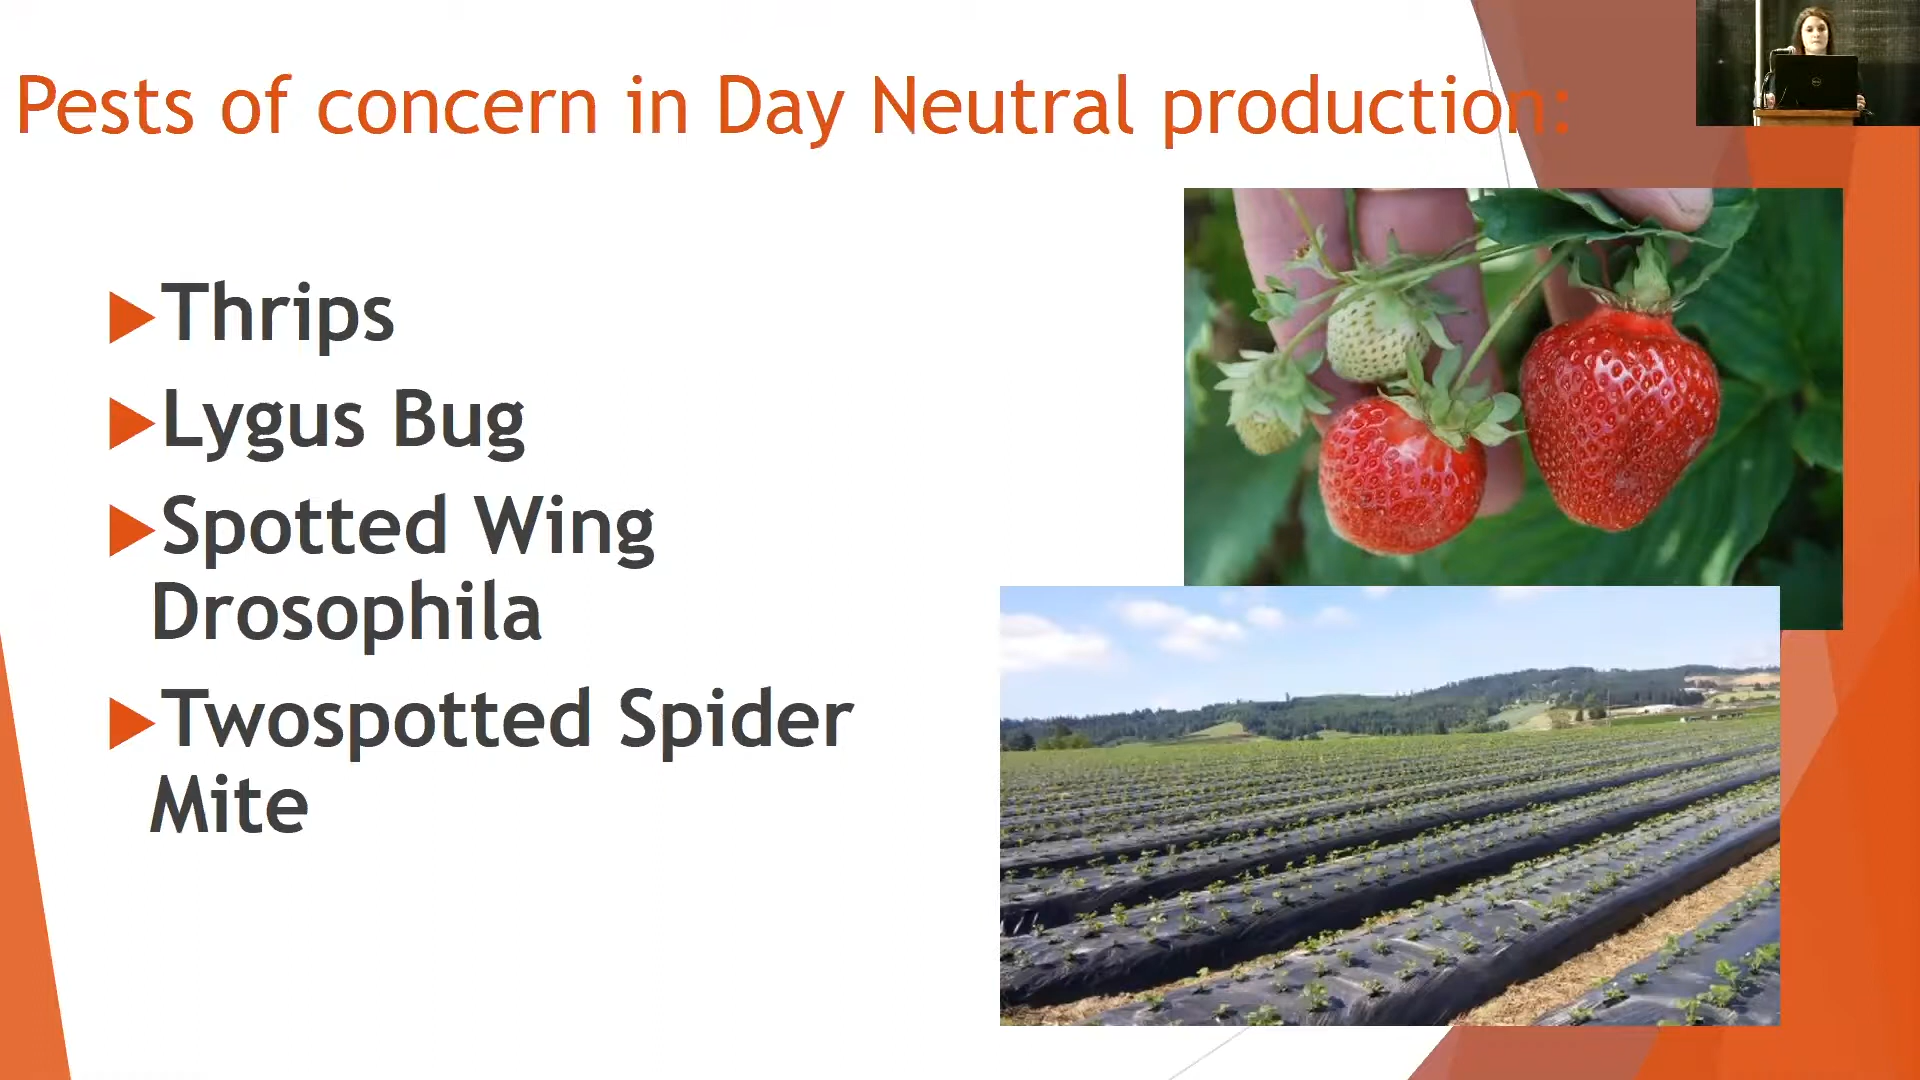 Pests of concern in Day Neutral production:
Thrips
Lygus Bug
Spotted Wing
Drosophila
Twospotted Spider
Mite